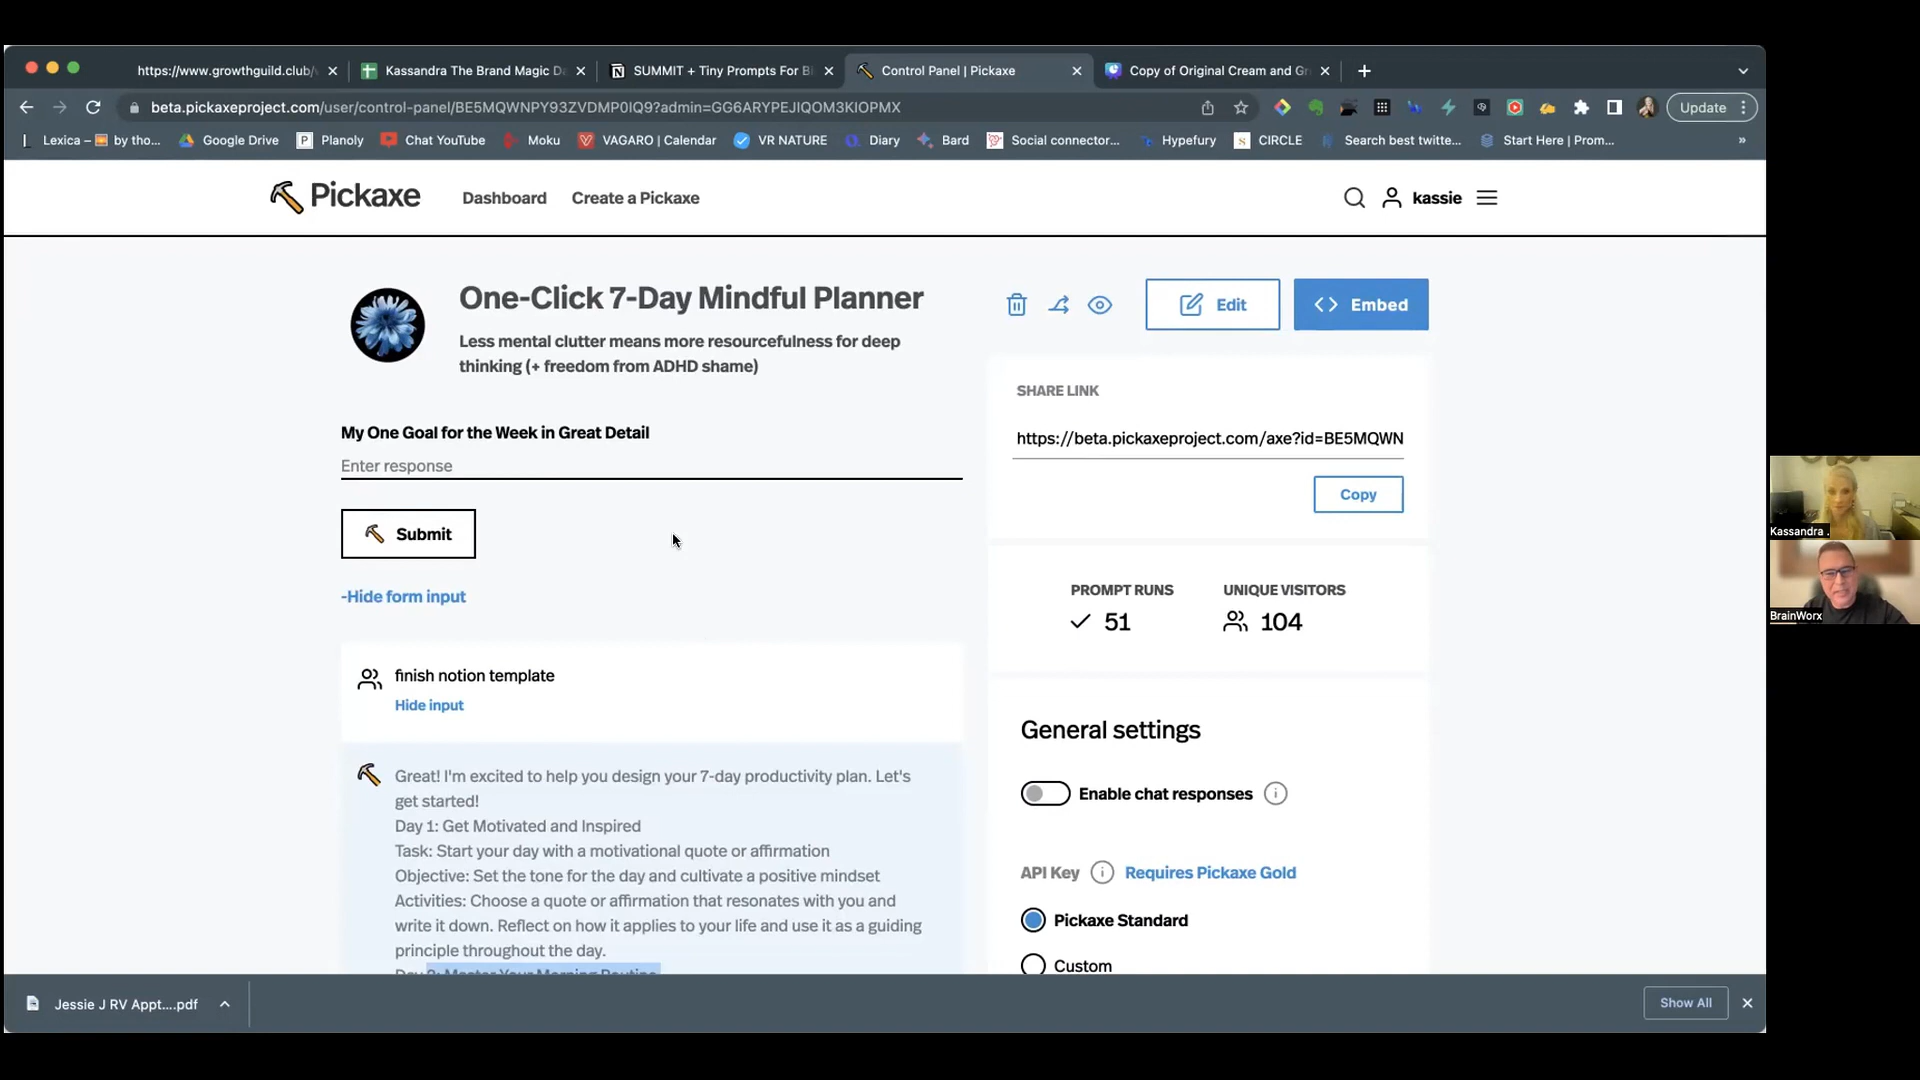 https://www.growthguild.club/
Kassandra The Brand Magic Da
SUMMIT + Tiny Prompts For B
Control Panel | Pickaxe
Copy of Original Cream and Gr
beta.pickaxeproject.com/user/control-panel/BE5MQWNPY93ZVDMP0IQ9?admin=GG6ARYPEJIQOM3KIOPMX
Update
Lexica – by tho...
Google Drive
Planoly
Chat YouTube
Moku
VAGARO | Calendar
VR NATURE
Diary
Bard
Social connector...
Hypefury
CIRCLE
Search best twitte...
Start Here | Prom...
»
Pickaxe
Dashboard
Create a Pickaxe
kassie
One-Click 7-Day Mindful Planner
Less mental clutter means more resourcefulness for deep
thinking (+ freedom from ADHD shame)
Edit
Embed
SHARE LINK
https://beta.pickaxeproject.com/axe?id=BE5MQWN
Copy
My One Goal for the Week in Great Detail
Enter response
Submit
-Hide form input
PROMPT RUNS
51
UNIQUE VISITORS
104
finish notion template
Hide input
Great! I'm excited to help you design your 7-day productivity plan. Let's
get started!
Day 1: Get Motivated and Inspired
Task: Start your day with a motivational quote or affirmation
Objective: Set the tone for the day and cultivate a positive mindset
Activities: Choose a quote or affirmation that resonates with you and
write it down. Reflect on how it applies to your life and use it as a guiding
principle throughout the day.
Day 2: Master Your Morning Routine
General settings
Enable chat responses
API Key
Requires Pickaxe Gold
Pickaxe Standard
Custom
Jessie J RV Appt....pdf
Show All
Kassandra .
BrainWorx